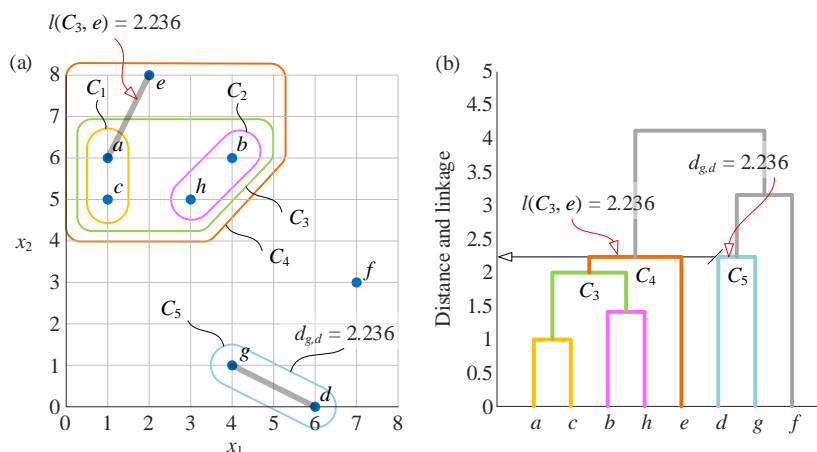 l(C3, e) = 2.236
(a)
8
7
6
5
x2
4
3
2
1
0
0 1 2 3 4 5 6 7 8
x1
e
C1
C2
a
b
c
h
C3
C4
f
C5
dg,d = 2.236
g
d
(b)
Distance and linkage
5
4.5
4
3.5
3
2.5
2
1.5
1
0.5
0
dg,d = 2.236
l(C3, e) = 2.236
C3
C4
C5
a c b h e d g f